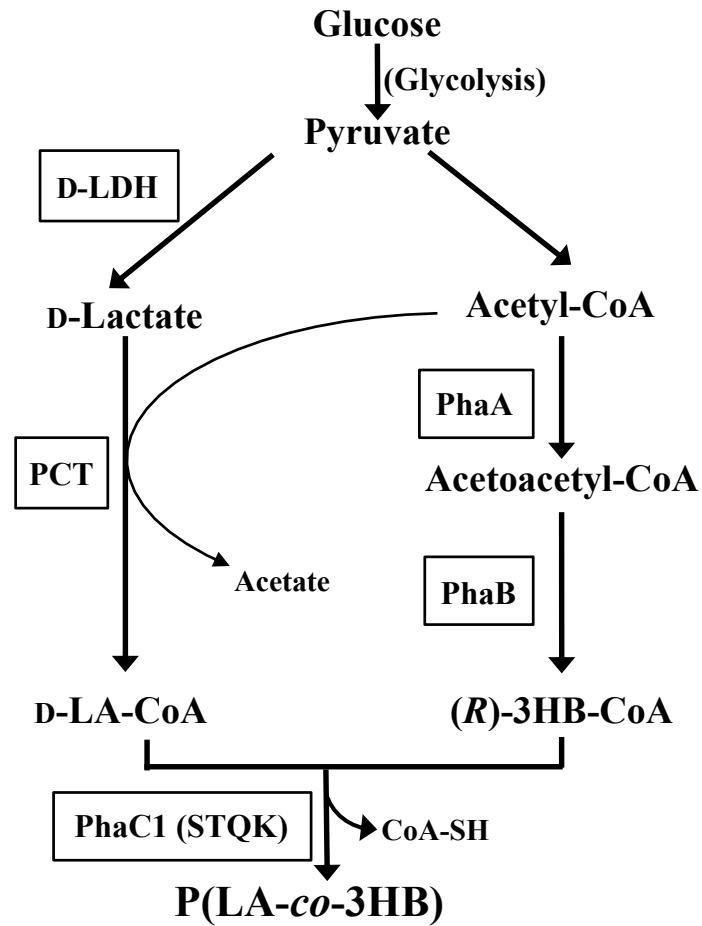 Glucose
(Glycolysis)
Pyruvate
D-LDH
D-Lactate
Acetyl-CoA
PhaA
PCT
Acetoacetyl-CoA
Acetate
PhaB
D-LA-CoA
(R)-3HB-CoA
PhaC1 (STQK)
CoA-SH
P(LA-co-3HB)